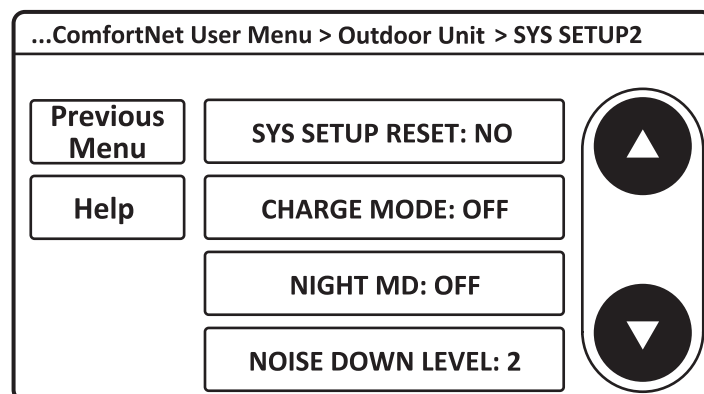 ...ComfortNet User Menu > Outdoor Unit > SYS SETUP2
Previous
Menu
SYS SETUP RESET: NO
Help
CHARGE MODE: OFF
NIGHT MD: OFF
NOISE DOWN LEVEL: 2